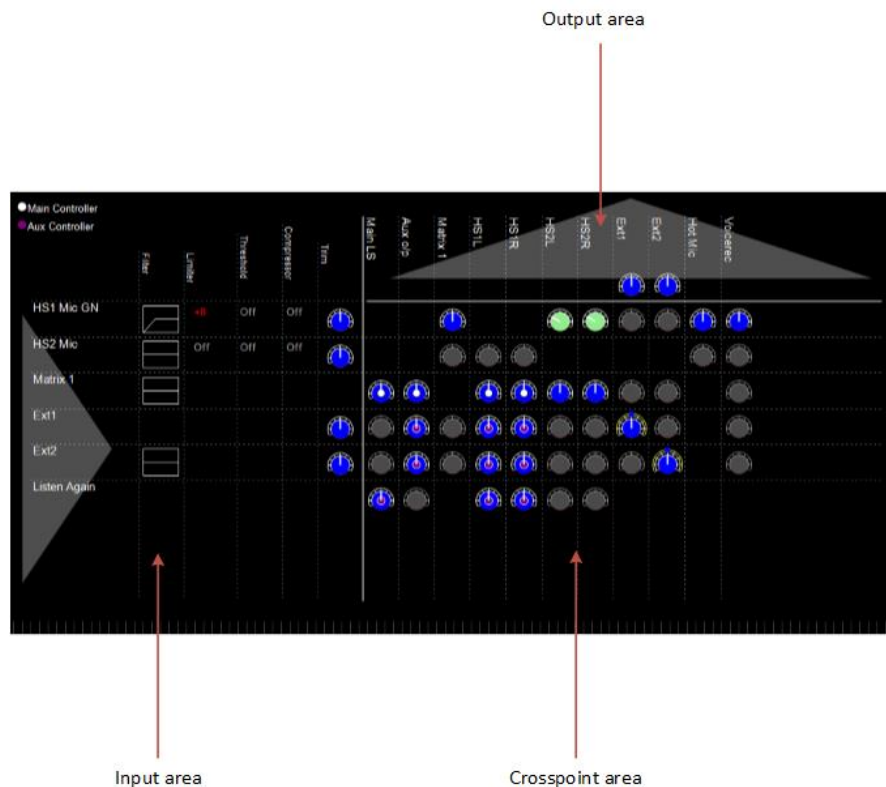 Output area
Main Controller
Aux Controller
Filter
Limiter
Threshold
Compressor
Trim
Main LS
Aux o/p
Matrix 1
HS1L
HS1R
HS2L
HS2R
Ext1
Ext2
Hot Mic
Voicerec
HS1 Mic GN
+8
Off
Off
HS2 Mic
Off
Off
Off
Matrix 1
Ext1
Ext2
Listen Again
Input area
Crosspoint area